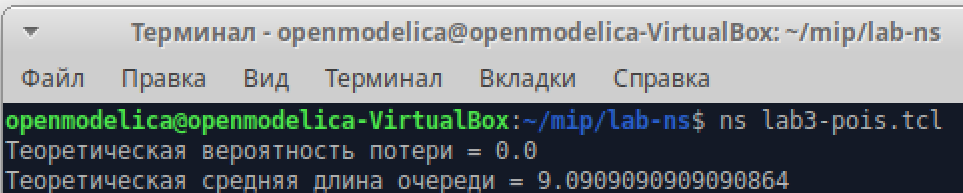 Терминал - openmodelica@openmodelica-VirtualBox: ~/mip/lab-ns
Файл Правка Вид Терминал Вкладки Справка
openmodelica@openmodelica-VirtualBox:~/mip/lab-ns$ ns lab3-pois.tcl
Теоретическая вероятность потери = 0.0
Теоретическая средняя длина очереди = 9.0909090909090864